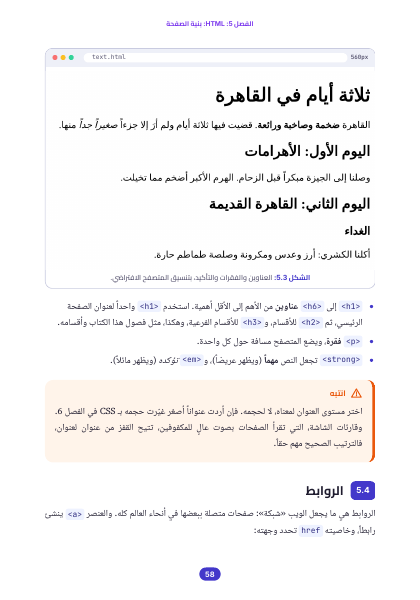 الفصل 5: HTML: بنية الصفحة
text.html
560px
ثلاثة أيام في القاهرة
القاهرة ضخمة وصاخبة ورائعة. قضيت فيها ثلاثة أيام ولم أرَ إلا جزءاً صغيراً جداً منها.
اليوم الأول: الأهرامات
وصلنا إلى الجيزة مبكراً قبل الزحام. الهرم الأكبر أضخم مما تخيلت.
اليوم الثاني: القاهرة القديمة
الغداء
أكلنا الكشري: أرز وعدس ومكرونة وصلصة طماطم حارة.
الشكل 5.3: العناوين والفقرات والتأكيد، بتنسيق المتصفح الافتراضي.
<h1> إلى <h6> عناوين من الأهم إلى الأقل أهمية. استخدم <h1> واحداً لعنوان الصفحة
الرئيسي، ثم <h2> للأقسام، و <h3> للأقسام الفرعية، وهكذا، مثل فصول هذا الكتاب وأقسامه.
<p> فقرة، ويضع المتصفح مسافة حول كل واحدة.
<strong> تجعل النص مهماً (ويظهر عريضاً)، و <em> تؤكده (ويظهر مائلاً).
انتبه
اختر مستوى العنوان لمعناه، لا لحجمه. فإن أردت عنواناً أصغر غيّرت حجمه بـ CSS في الفصل 6.
وقارئات الشاشة، التي تقرأ الصفحات بصوت عالٍ للمكفوفين، تتيح القفز من عنوان لعنوان،
فالترتيب الصحيح مهم حقاً.
5.4 الروابط
الروابط هي ما يجعل الويب «شبكة»: صفحات متصلة ببعضها في أنحاء العالم كله. والعنصر <a> ينشئ
رابطاً، وخاصيته href تحدد وجهته:
58